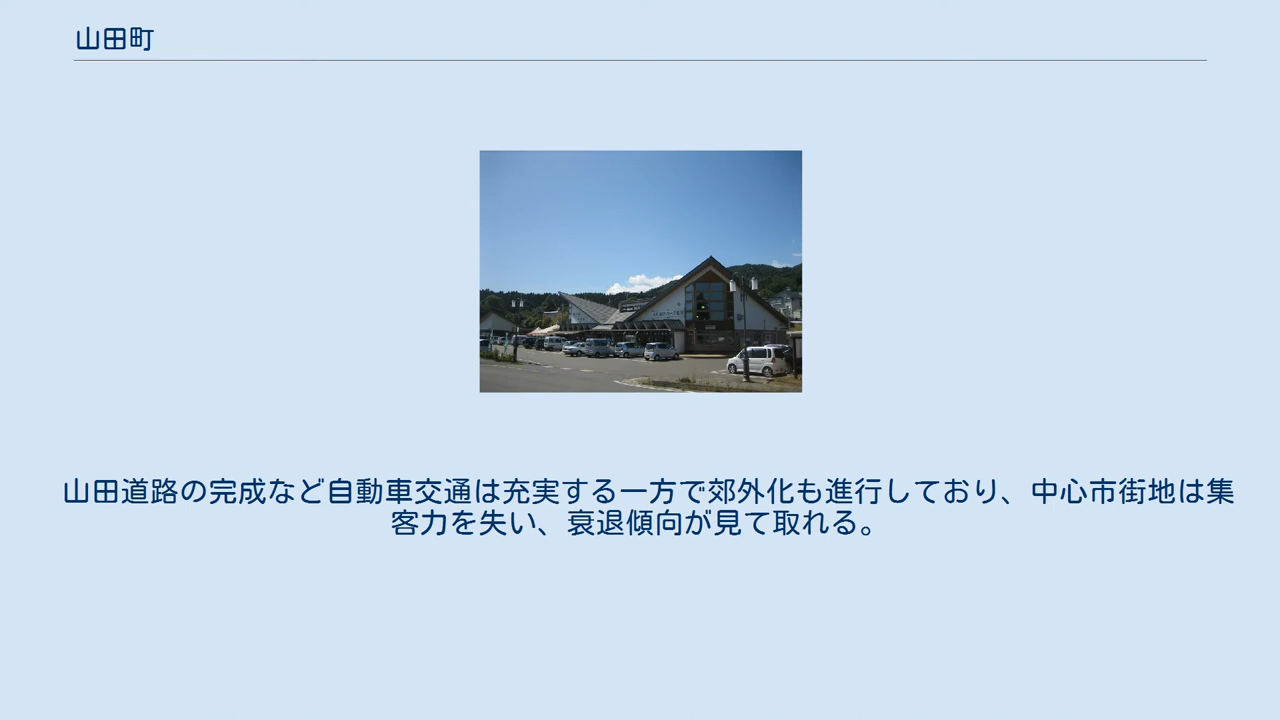 山田町
山田道路の完成など自動車交通は充実する一方で郊外化も進行しており、中心市街地は集
客力を失い、衰退傾向が見て取れる。